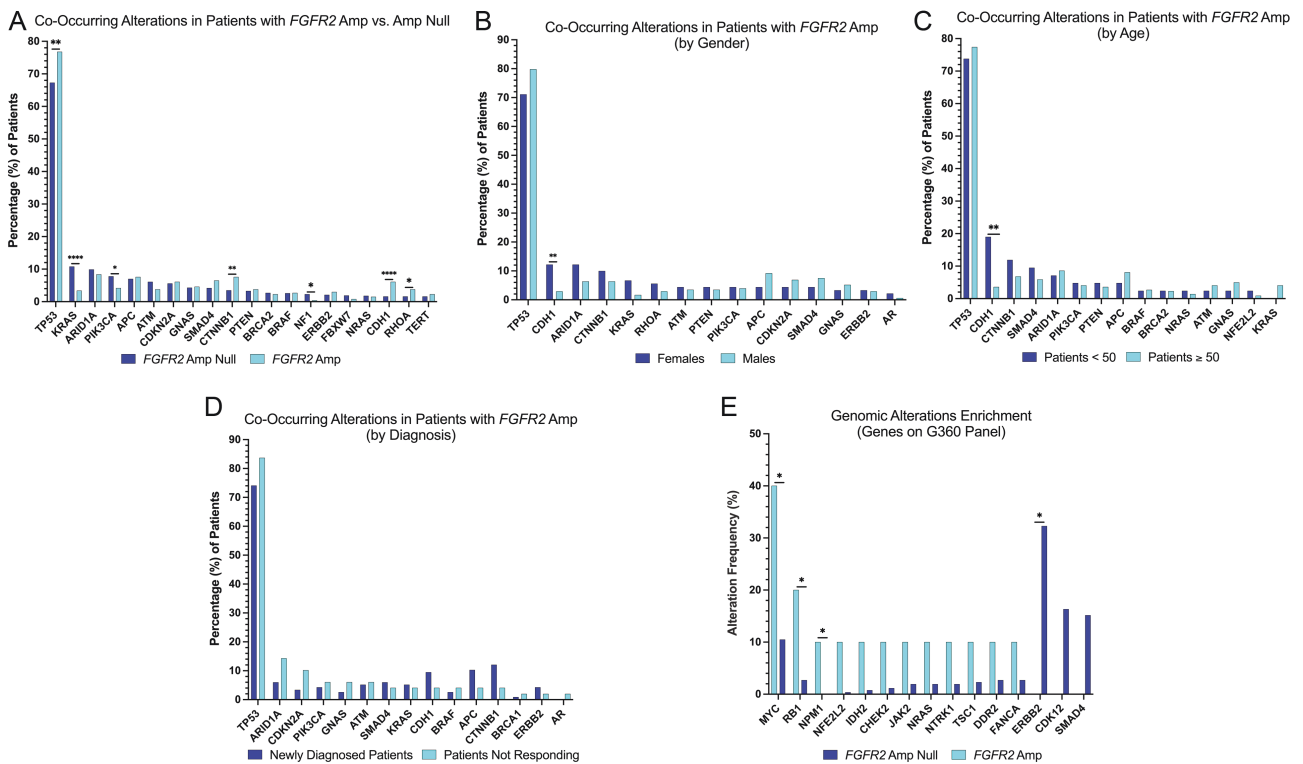 A
Co-Occurring Alterations in Patients with FGFR2 Amp vs. Amp Null
Percentage (%) of Patients
80
70
60
50
40
30
20
10
0
** **** * ** * **** *
TP53 KRAS ARID1A PIK3CA APC ATM CDKN2A GNAS SMAD4 CTNNB1 PTEN BRCA2 BRAF NF1 ERBB2 FBXW7 NRAS CDH1 RHOA TERT
FGFR2 Amp Null FGFR2 Amp
B
Co-Occurring Alterations in Patients with FGFR2 Amp
(by Gender)
Percentage (%) of Patients
90
80
70
60
50
40
30
20
10
0
**
TP53 CDH1 ARID1A CTNNB1 KRAS RHOA ATM PTEN PIK3CA APC CDKN2A SMAD4 GNAS ERBB2 AR
Females Males
C
Co-Occurring Alterations in Patients with FGFR2 Amp
(by Age)
Percentage (%) of Patients
80
70
60
50
40
30
20
10
0
**
TP53 CDH1 CTNNB1 SMAD4 ARID1A PIK3CA PTEN APC BRAF BRCA2 NRAS ATM GNAS NFE2L2 KRAS
Patients < 50 Patients ≥ 50
D
Co-Occurring Alterations in Patients with FGFR2 Amp
(by Diagnosis)
Percentage (%) of Patients
90
80
70
60
50
40
30
20
10
0
TP53 ARID1A CDKN2A PIK3CA GNAS ATM SMAD4 KRAS CDH1 BRAF APC CTNNB1 BRCA1 ERBB2 AR
Newly Diagnosed Patients Patients Not Responding
E
Genomic Alterations Enrichment
(Genes on G360 Panel)
Alteration Frequency (%)
50
40
30
20
10
0
* * * *
MYC RB1 NPM1 NFE2L2 IDH2 CHEK2 JAK2 NRAS NTRK1 TSC1 DDR2 FANCA ERBB2 CDK12 SMAD4
FGFR2 Amp Null FGFR2 Amp